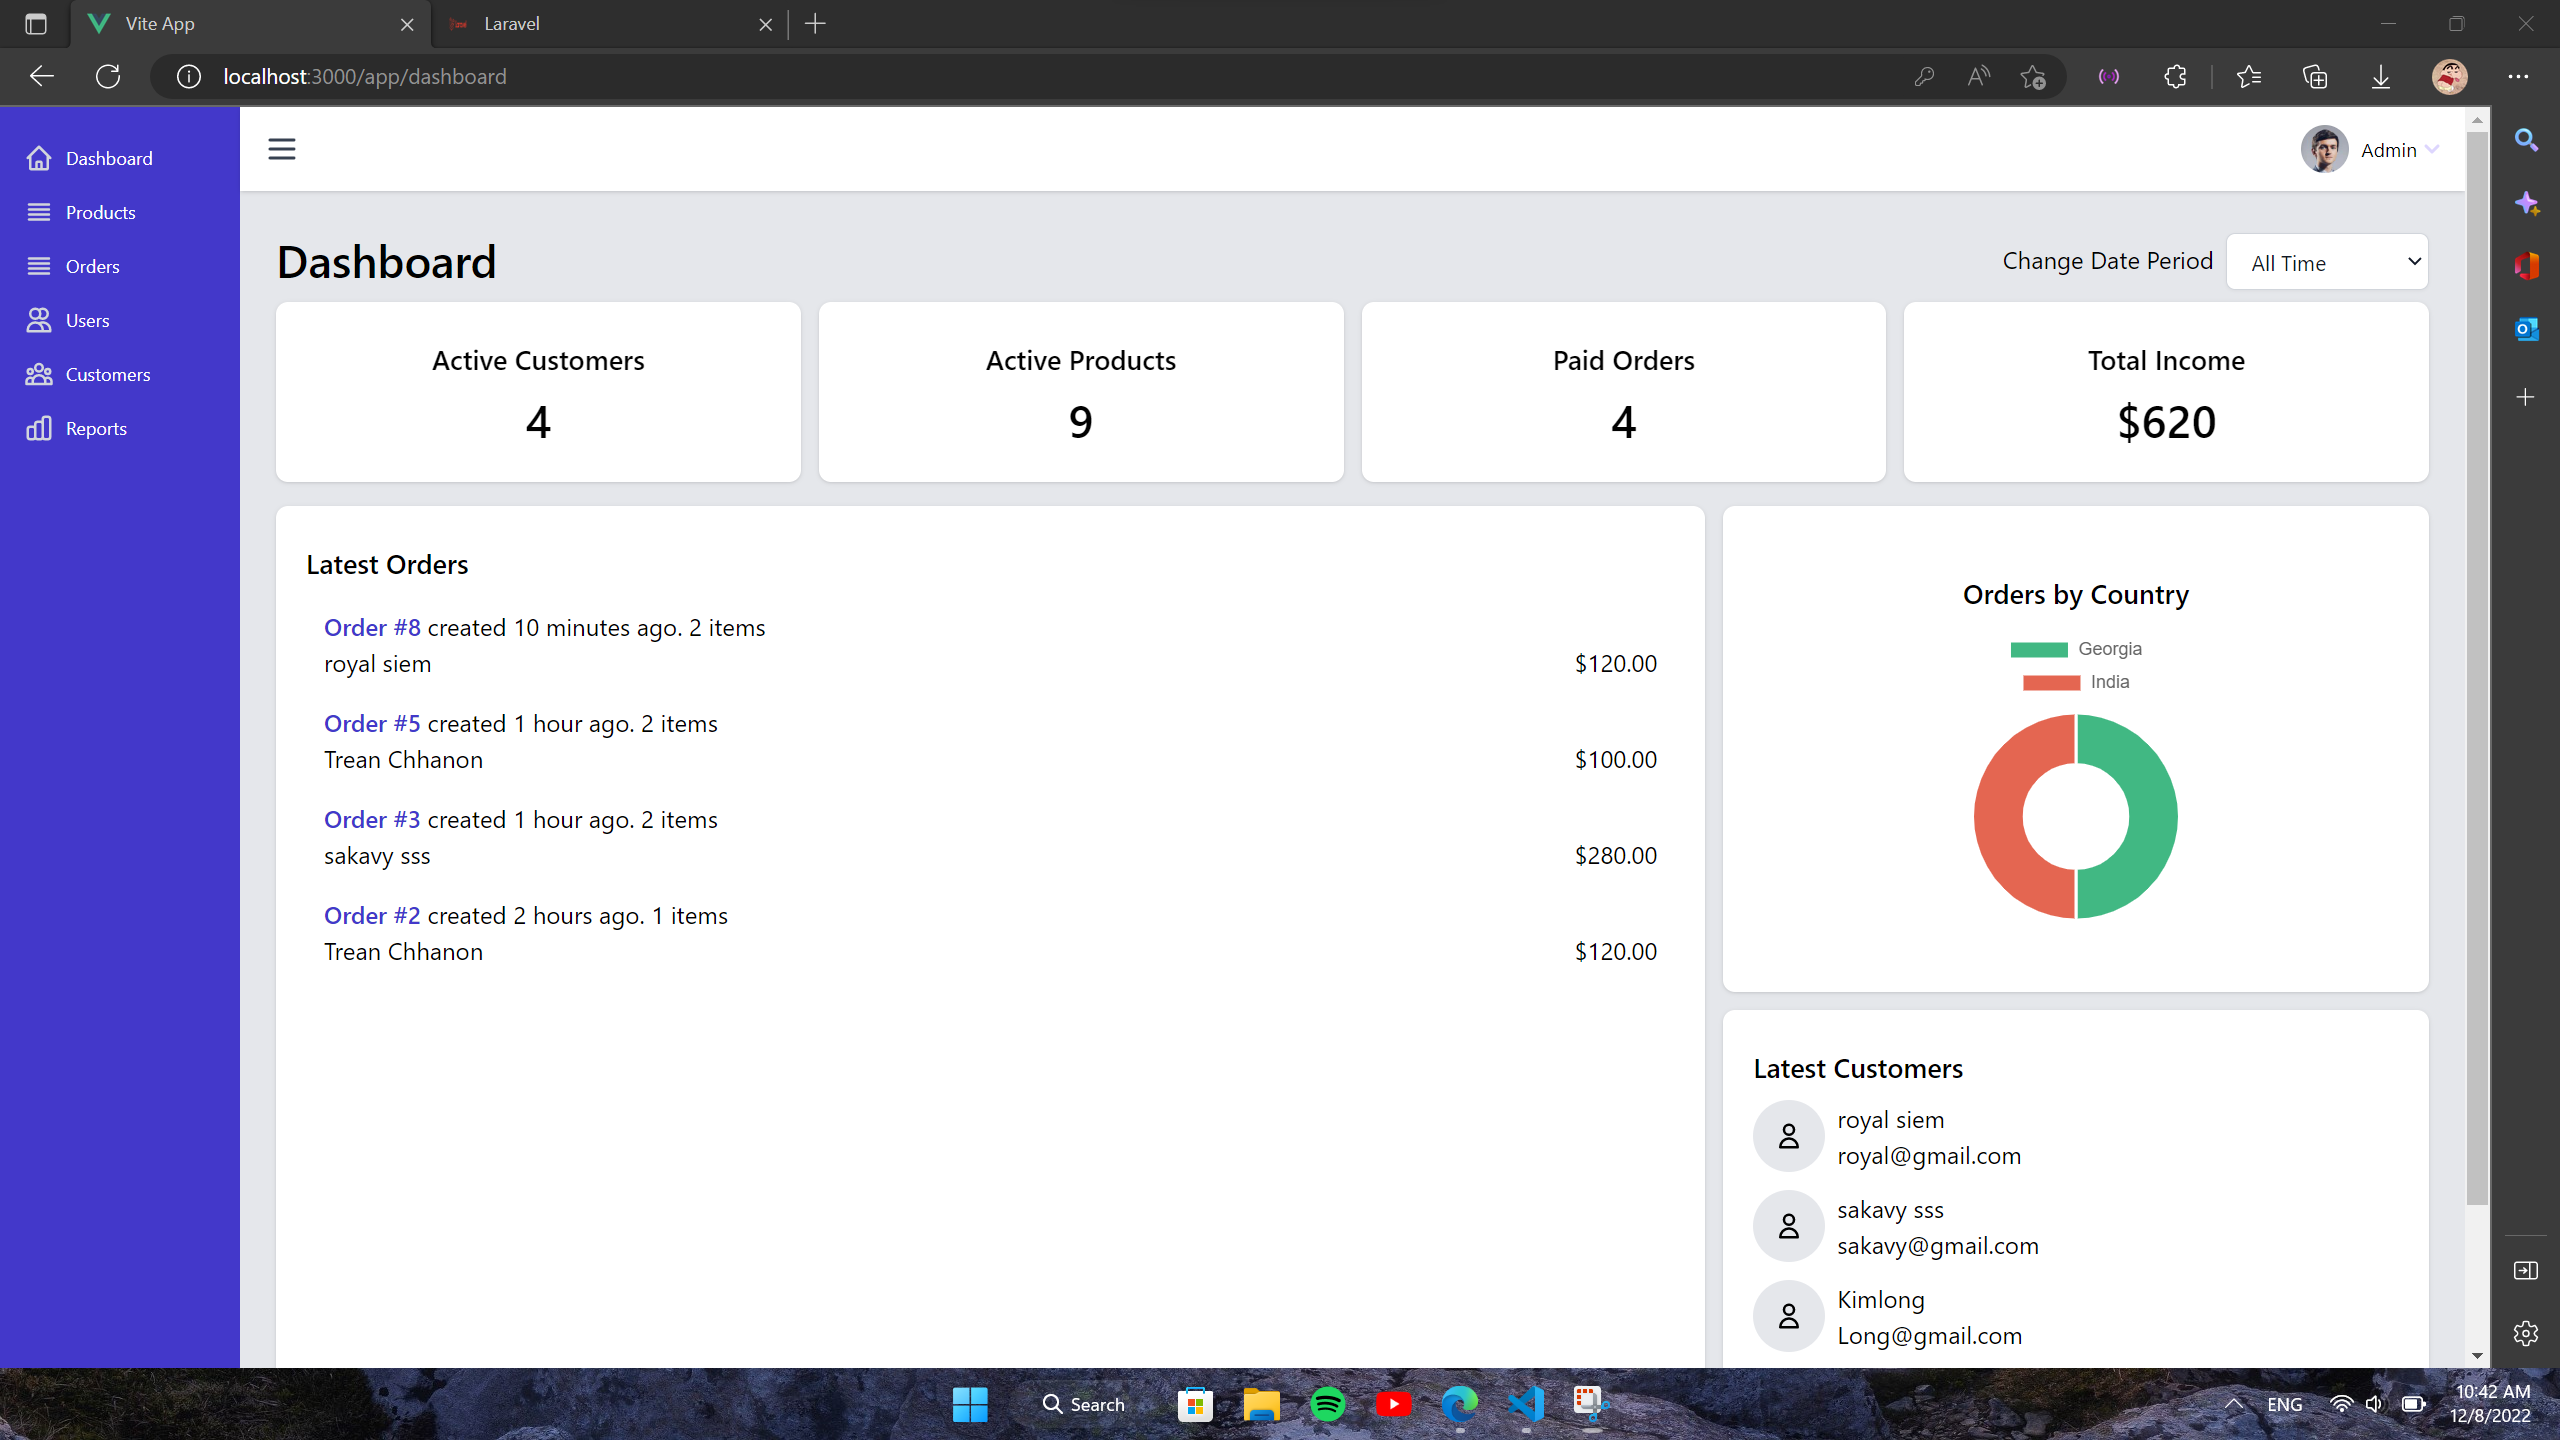 Vite App
Laravel
localhost:3000/app/dashboard
Dashboard
Products
Orders
Users
Customers
Reports
Admin
Dashboard
Change Date Period
All Time
Active Customers
4
Active Products
9
Paid Orders
4
Total Income
$620
Latest Orders
Order #8 created 10 minutes ago. 2 items
royal siem
$120.00
Order #5 created 1 hour ago. 2 items
Trean Chhanon
$100.00
Order #3 created 1 hour ago. 2 items
sakavy sss
$280.00
Order #2 created 2 hours ago. 1 items
Trean Chhanon
$120.00
Orders by Country
Georgia
India
Latest Customers
royal siem
royal@gmail.com
sakavy sss
sakavy@gmail.com
Kimlong
Long@gmail.com
Search
ENG
10:42 AM
12/8/2022